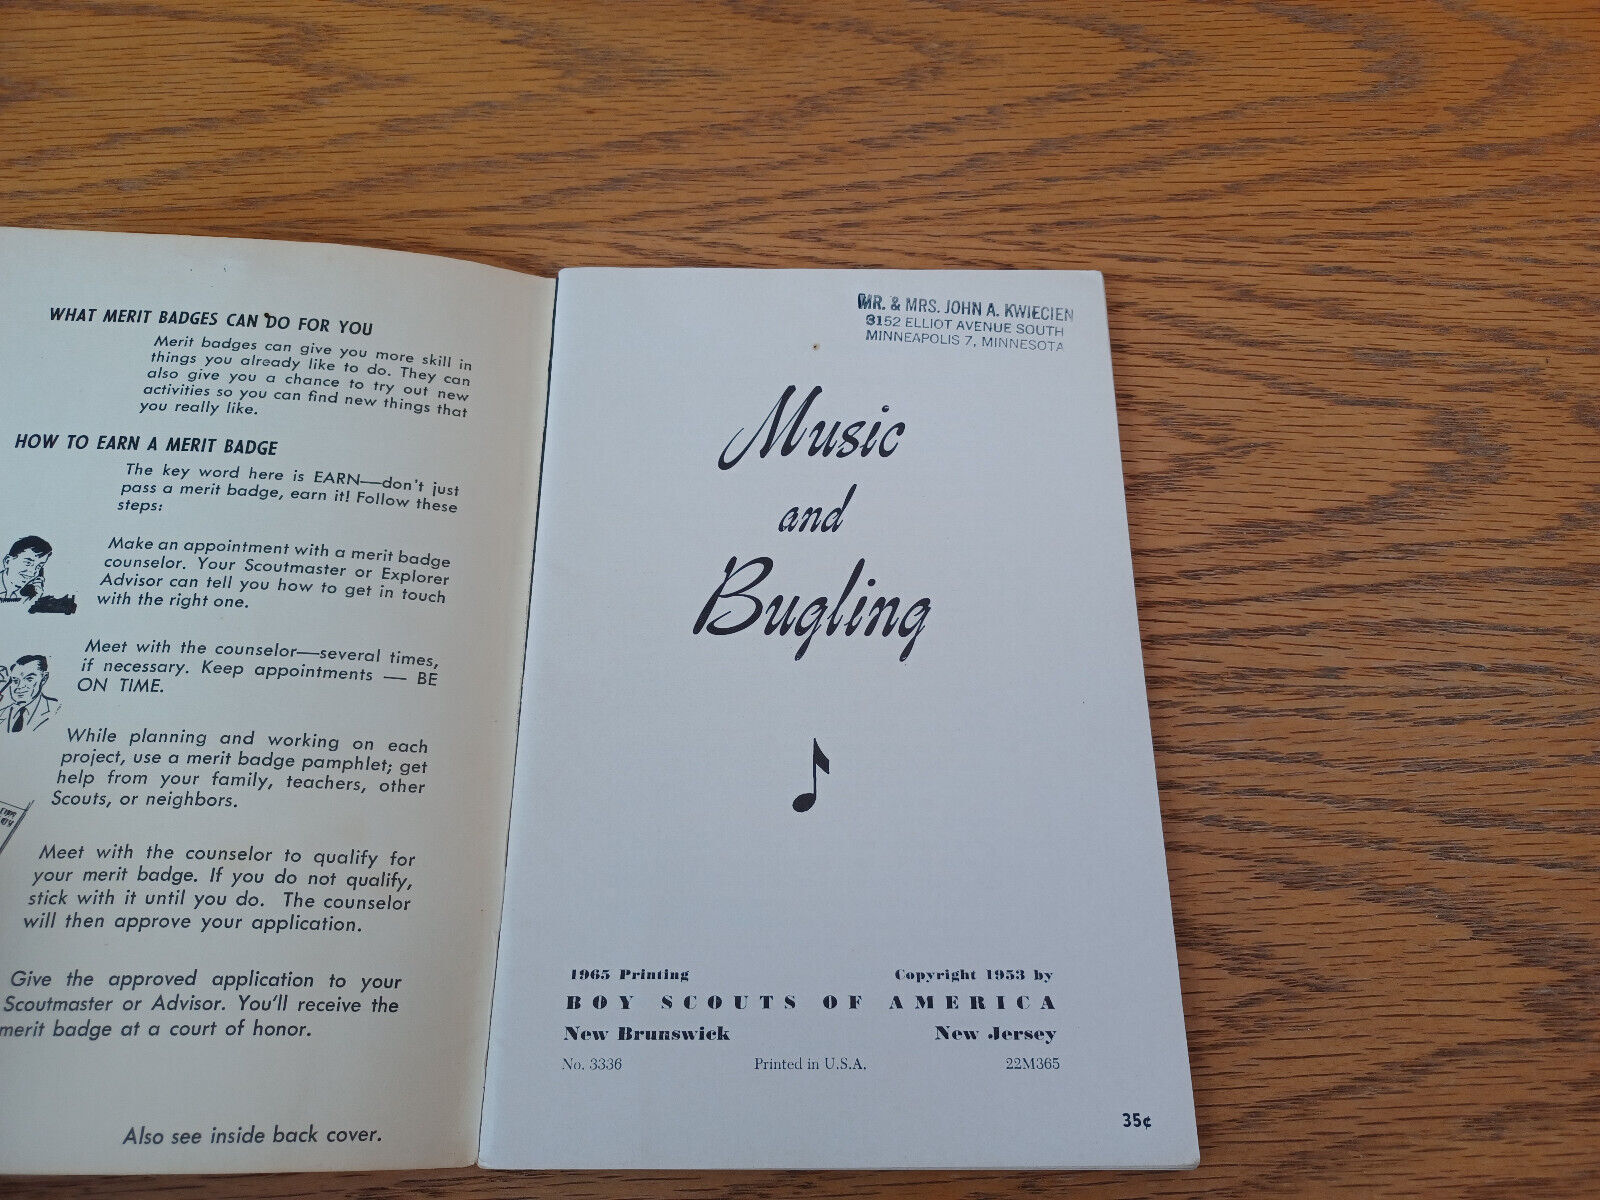 WHAT MERIT BADGES CAN DO FOR YOU
Merit badges can give you more skill in
things you already like to do. They can
also give you a chance to try out new
activities so you can find new things that
you really like.
HOW TO EARN A MERIT BADGE
The key word here is EARN—don't just
pass a merit badge, earn it! Follow these
steps:
Make an appointment with a merit badge
counselor. Your Scoutmaster or Explorer
Advisor can tell you how to get in touch
with the right one.
Meet with the counselor—several times,
if necessary. Keep appointments — BE
ON TIME.
While planning and working on each
project, use a merit badge pamphlet; get
help from your family, teachers, other
Scouts, or neighbors.
Meet with the counselor to qualify for
your merit badge. If you do not qualify,
stick with it until you do. The counselor
will then approve your application.
Give the approved application to your
Scoutmaster or Advisor. You'll receive the
merit badge at a court of honor.
Also see inside back cover.
MR. & MRS. JOHN A. KWIECIEN
3152 ELLIOT AVENUE SOUTH
MINNEAPOLIS 7, MINNESOTA
Music
and
Bugling
1965 Printing Copyright 1953 by
BOY SCOUTS OF AMERICA
New Brunswick New Jersey
No. 3336 Printed in U.S.A. 22M365
35¢